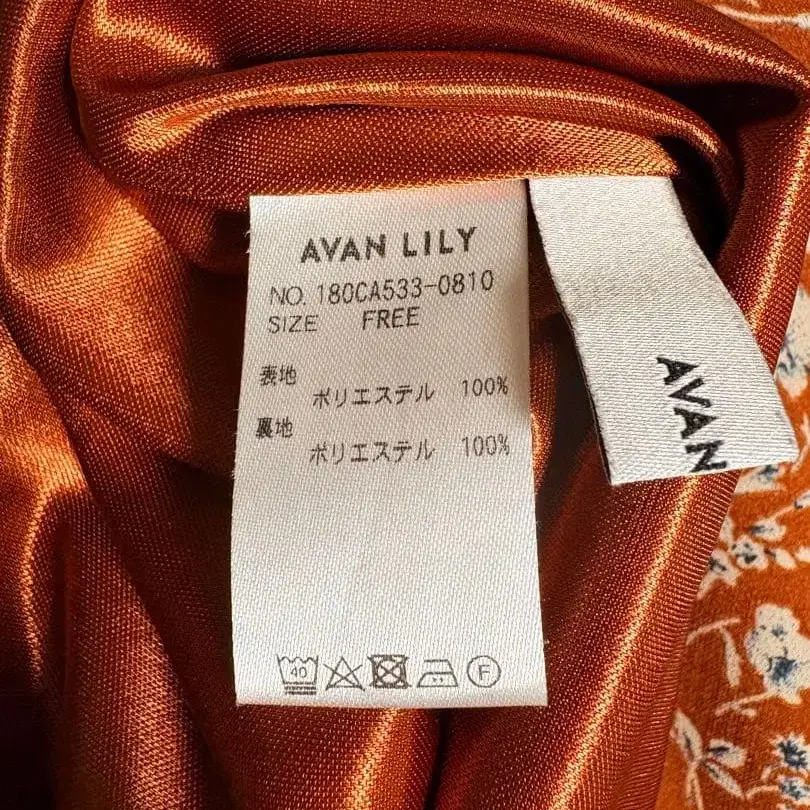 AVAN LILY
NO. 180CA533-0810
SIZE FREE
表地
ポリエステル 100%
裏地
ポリエステル 100%
40
F
AVAN